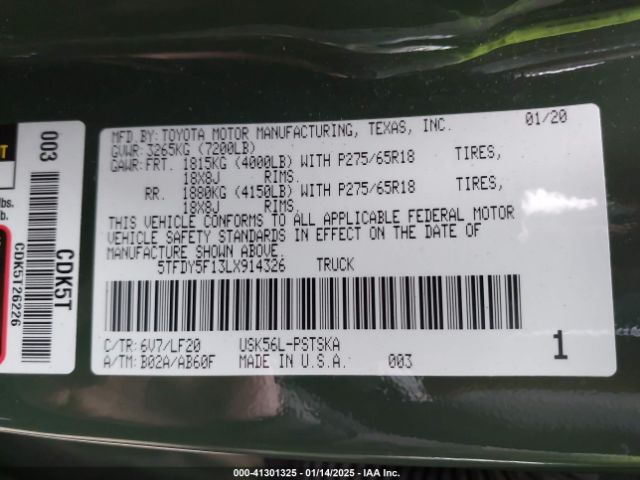 MFD. BY: TOYOTA MOTOR MANUFACTURING, TEXAS, INC. 01/20
GVWR: 3265KG (7200LB)
GAWR: FRT. 1815KG (4000LB) WITH P275/65R18 TIRES,
18X8J RIMS.
RR. 1880KG (4150LB) WITH P275/65R18 TIRES,
18X8J RIMS.
THIS VEHICLE CONFORMS TO ALL APPLICABLE FEDERAL MOTOR
VEHICLE SAFETY STANDARDS IN EFFECT ON THE DATE OF
MANUFACTURE SHOWN ABOVE.
5TFDY5F13LX914326 TRUCK
C/TR: 6V7/LF20 USK56L-PSTSKA
A/TM: B02A/AB60F MADE IN U.S.A. 003
1
003
CDK5T
CDK5T26226
lbs.
lb.
000-41301325 - 01/14/2025 - IAA